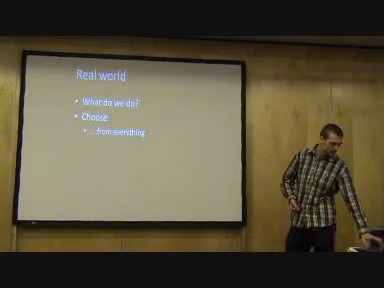 Real world
• What do we do?
• Choose
• ...from everything